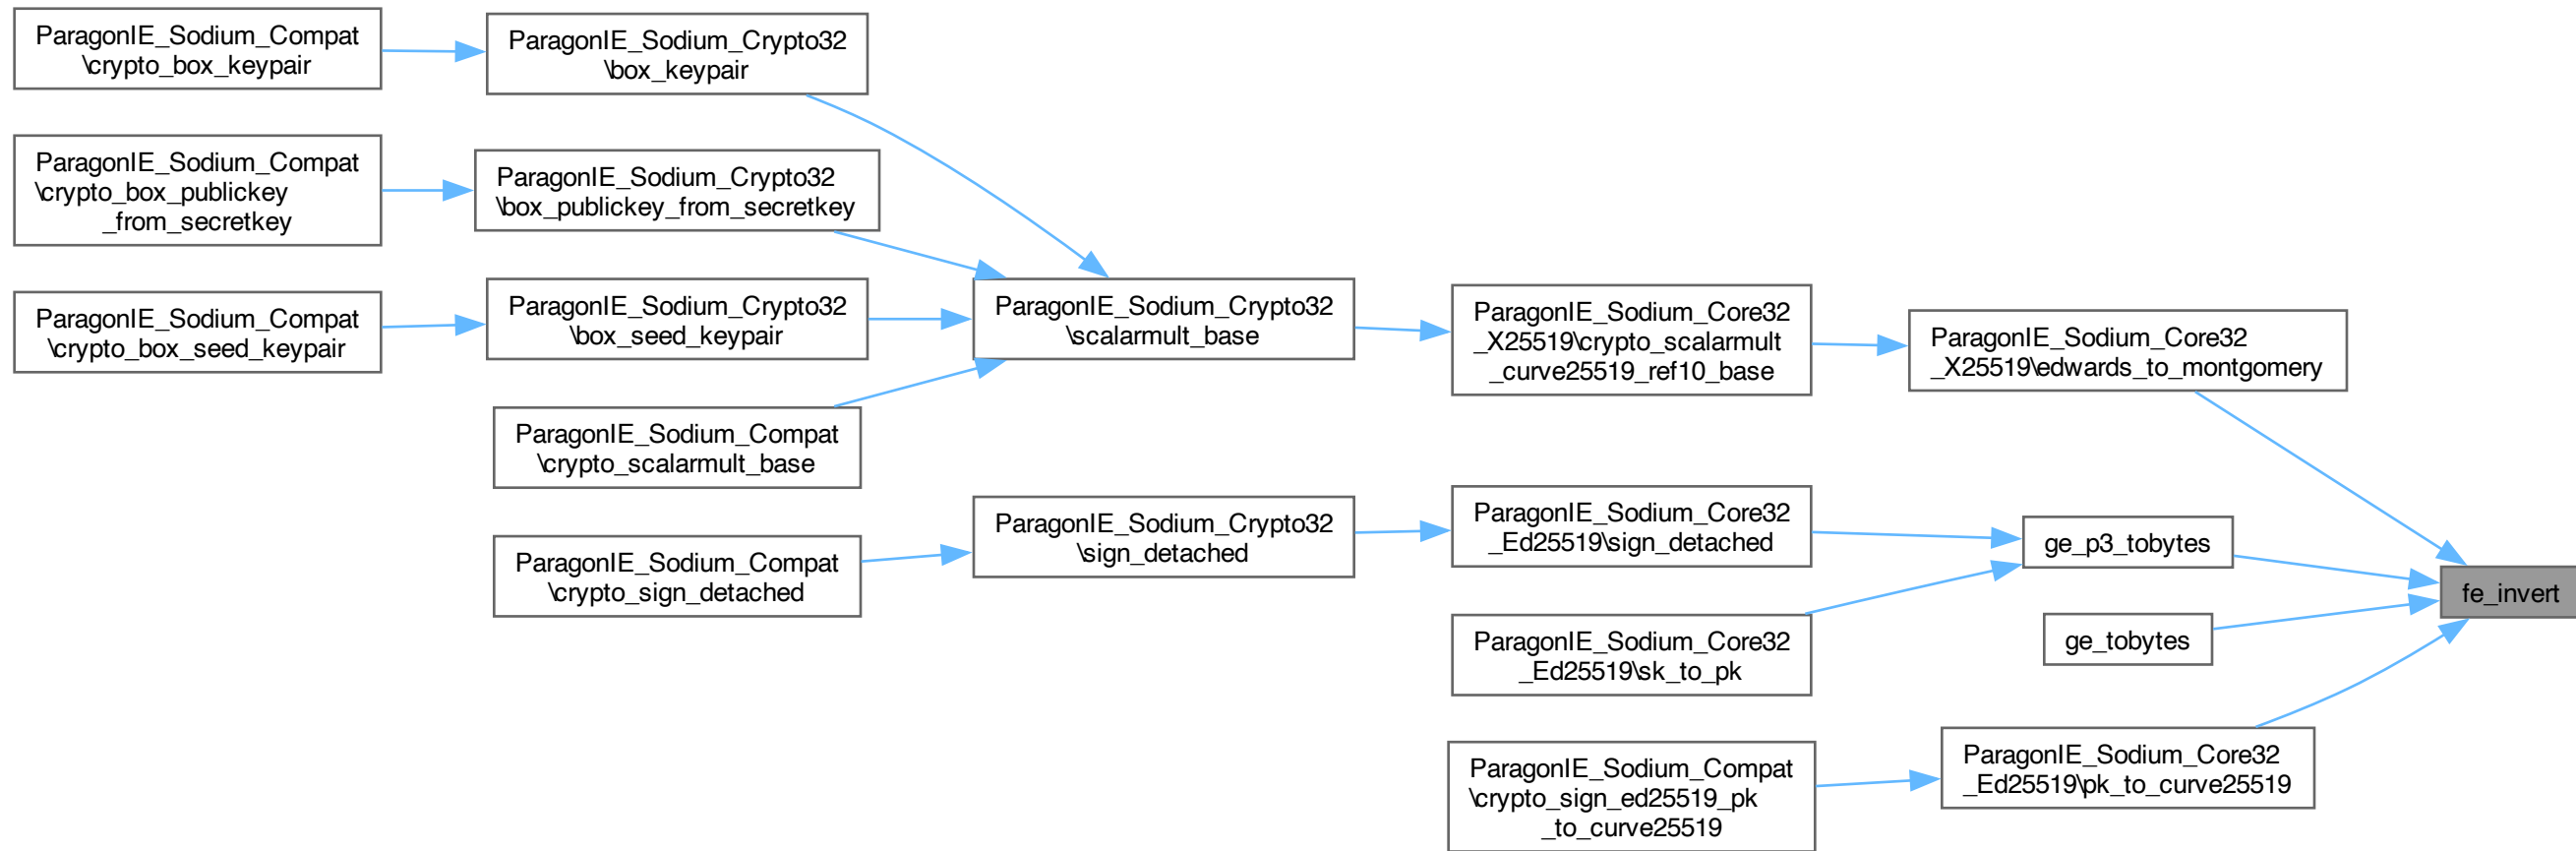 ParagonIE_Sodium_Compat
\crypto_box_keypair
ParagonIE_Sodium_Crypto32
\box_keypair
ParagonIE_Sodium_Compat
\crypto_box_publickey
_from_secretkey
ParagonIE_Sodium_Crypto32
\box_publickey_from_secretkey
ParagonIE_Sodium_Compat
\crypto_box_seed_keypair
ParagonIE_Sodium_Crypto32
\box_seed_keypair
ParagonIE_Sodium_Crypto32
\scalarmult_base
ParagonIE_Sodium_Core32
_X25519\crypto_scalarmult
_curve25519_ref10_base
ParagonIE_Sodium_Core32
_X25519\edwards_to_montgomery
ParagonIE_Sodium_Compat
\crypto_scalarmult_base
ParagonIE_Sodium_Compat
\crypto_sign_detached
ParagonIE_Sodium_Crypto32
\sign_detached
ParagonIE_Sodium_Core32
_Ed25519\sign_detached
ge_p3_tobytes
fe_invert
ge_tobytes
ParagonIE_Sodium_Core32
_Ed25519\sk_to_pk
ParagonIE_Sodium_Compat
\crypto_sign_ed25519_pk
_to_curve25519
ParagonIE_Sodium_Core32
_Ed25519\pk_to_curve25519